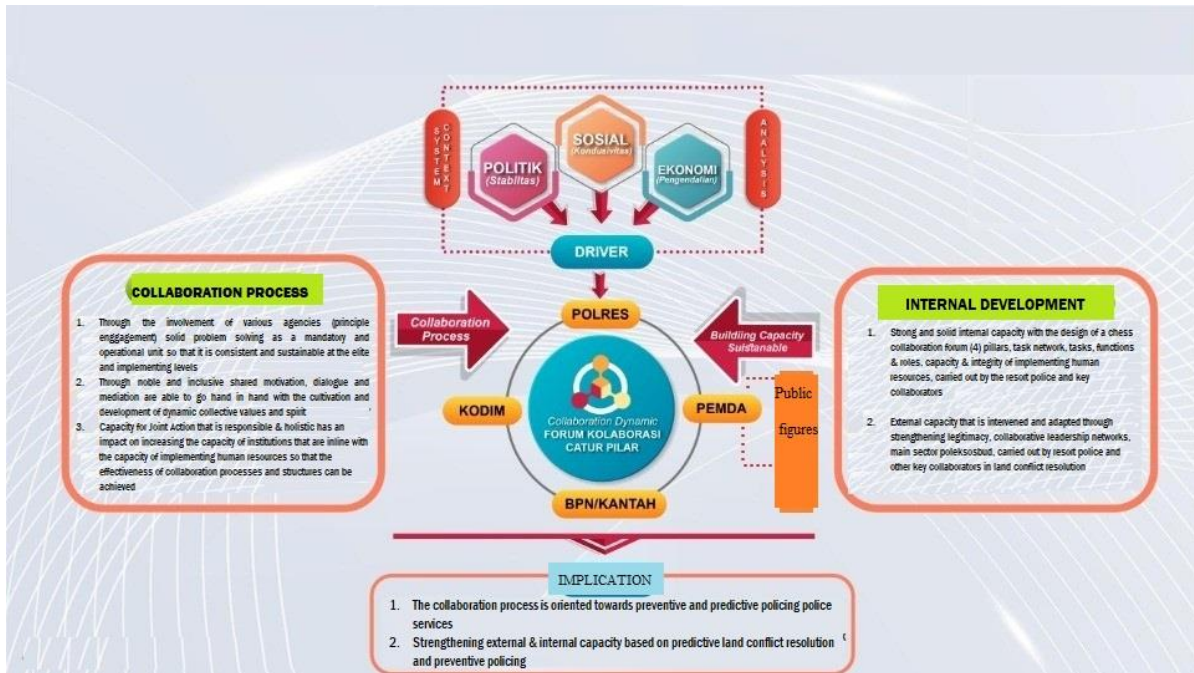 SYSTEM
CONTEXT
POLITIK
(Stabiltas)
SOSIAL
(Kondusivitas)
EKONOMI
(Pengendalian)
ANALYSIS
DRIVER
COLLABORATION PROCESS
1. Through the involvement of various agencies (principle
enggagement) solid problem solving as a mandatory and
operational unit so that it is consistent and sustainable at the elite
and implementing levels
2. Through noble and inclusive shared motivation, dialogue and
mediation are able to go hand in hand with the cultivation and
development of dynamic collective values and spirit
3. Capacity for Joint Action that is responsible & holistic has an
impact on increasing the capacity of institutions that are inline with
the capacity of implementing human resources so that the
effectiveness of collaboration processes and structures can be
achieved
Collaboration
Process
POLRES
KODIM
Collaboration Dynamic
FORUM KOLABORASI
CATUR PILAR
PEMDA
BPN/KANTAH
Buildiing Capacity
Suistanable
Public
figures
INTERNAL DEVELOPMENT
1. Strong and solid internal capacity with the design of a chess
collaboration forum (4) pillars, task network, tasks, functions
& roles, capacity & integrity of implementing human
resources, carried out by the resort police and key
collaborators
2. External capacity that is intervened and adapted through
strengthening legitimacy, collaborative leadership networks,
main sector poleksosbud, carried out by resort police and
other key collaborators in land conflict resolution
IMPLICATION
1. The collaboration process is oriented towards preventive and predictive policing police
services
2. Strengthening external & internal capacity based on predictive land conflict resolution
and preventive policing